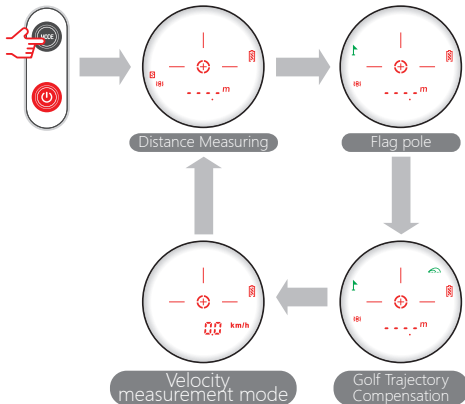 MODE
S
m
Distance Measuring
m
Flag pole
0.0 km/h
Velocity
measurement mode
m
Golf Trajectory
Compensation